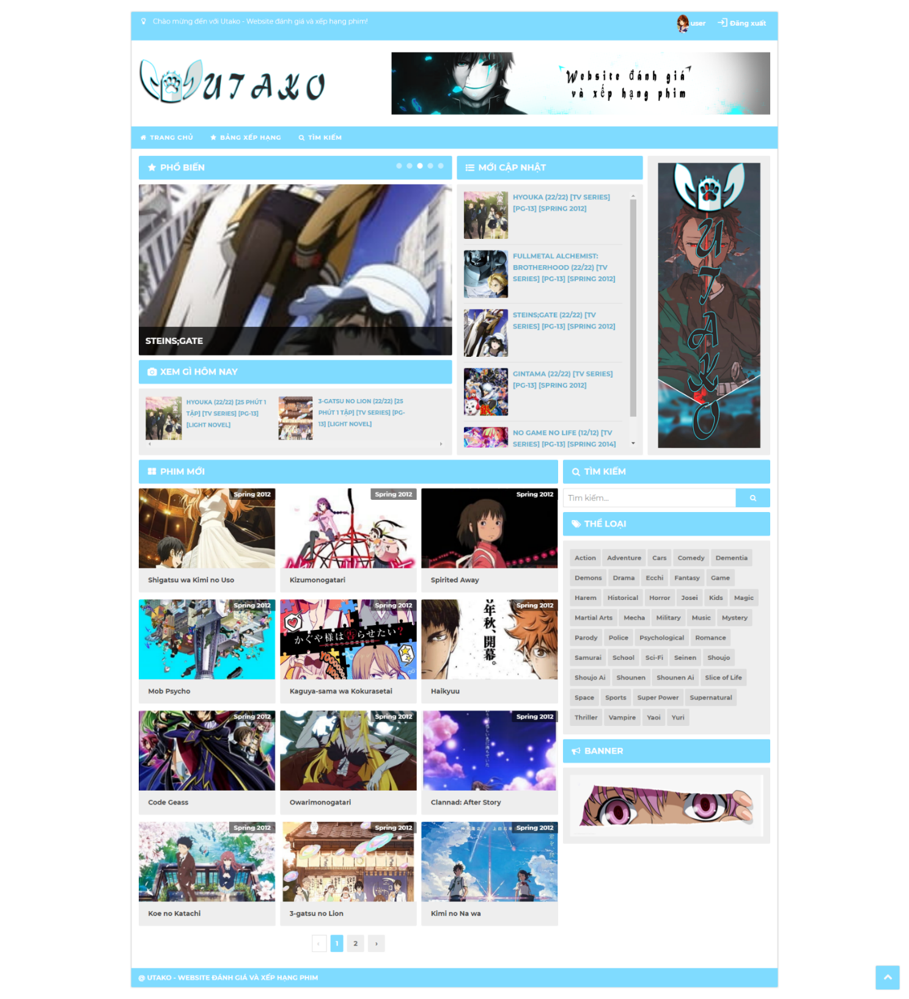 Chào mừng đến với Utako - Website đánh giá và xếp hạng phim!
user
Đăng xuất
UTAKO
Website đánh giá
và xếp hạng phim
TRANG CHỦ
BẢNG XẾP HẠNG
TÌM KIẾM
PHỔ BIẾN
STEINS;GATE
XEM GÌ HÔM NAY
HYOUKA (22/22) [25 PHÚT 1
TẬP] [TV SERIES] [PG-13]
[LIGHT NOVEL]
3-GATSU NO LION (22/22) [25
PHÚT 1 TẬP] [TV SERIES] [PG-
13] [LIGHT NOVEL]
MỚI CẬP NHẬT
HYOUKA (22/22) [TV SERIES]
[PG-13] [SPRING 2012]
FULLMETAL ALCHEMIST:
BROTHERHOOD (22/22) [TV
SERIES] [PG-13] [SPRING 2012]
STEINS;GATE (22/22) [TV
SERIES] [PG-13] [SPRING 2012]
GINTAMA (22/22) [TV SERIES]
[PG-13] [SPRING 2012]
NO GAME NO LIFE (12/12) [TV
SERIES] [PG-13] [SPRING 2014]
UTAKO
PHIM MỚI
Spring 2012
Spring 2012
Spring 2012
Shigatsu wa Kimi no Uso
Kizumonogatari
Spirited Away
Spring 2012
Spring 2012
Spring 2012
かぐや様は告らせたい?
年秋、開幕。
Mob Psycho
Kaguya-sama wa Kokurasetai
Haikyuu
Spring 2012
Spring 2012
Spring 2012
Code Geass
Owarimonogatari
Clannad: After Story
Spring 2012
Spring 2012
Spring 2012
Koe no Katachi
3-gatsu no Lion
Kimi no Na wa
‹
1
2
›
TÌM KIẾM
Tìm kiếm...
THỂ LOẠI
Action Adventure Cars Comedy Dementia
Demons Drama Ecchi Fantasy Game
Harem Historical Horror Josei Kids Magic
Martial Arts Mecha Military Music Mystery
Parody Police Psychological Romance
Samurai School Sci-Fi Seinen Shoujo
Shoujo Ai Shounen Shounen Ai Slice of Life
Space Sports Super Power Supernatural
Thriller Vampire Yaoi Yuri
BANNER
@ UTAKO - WEBSITE ĐÁNH GIÁ VÀ XẾP HẠNG PHIM